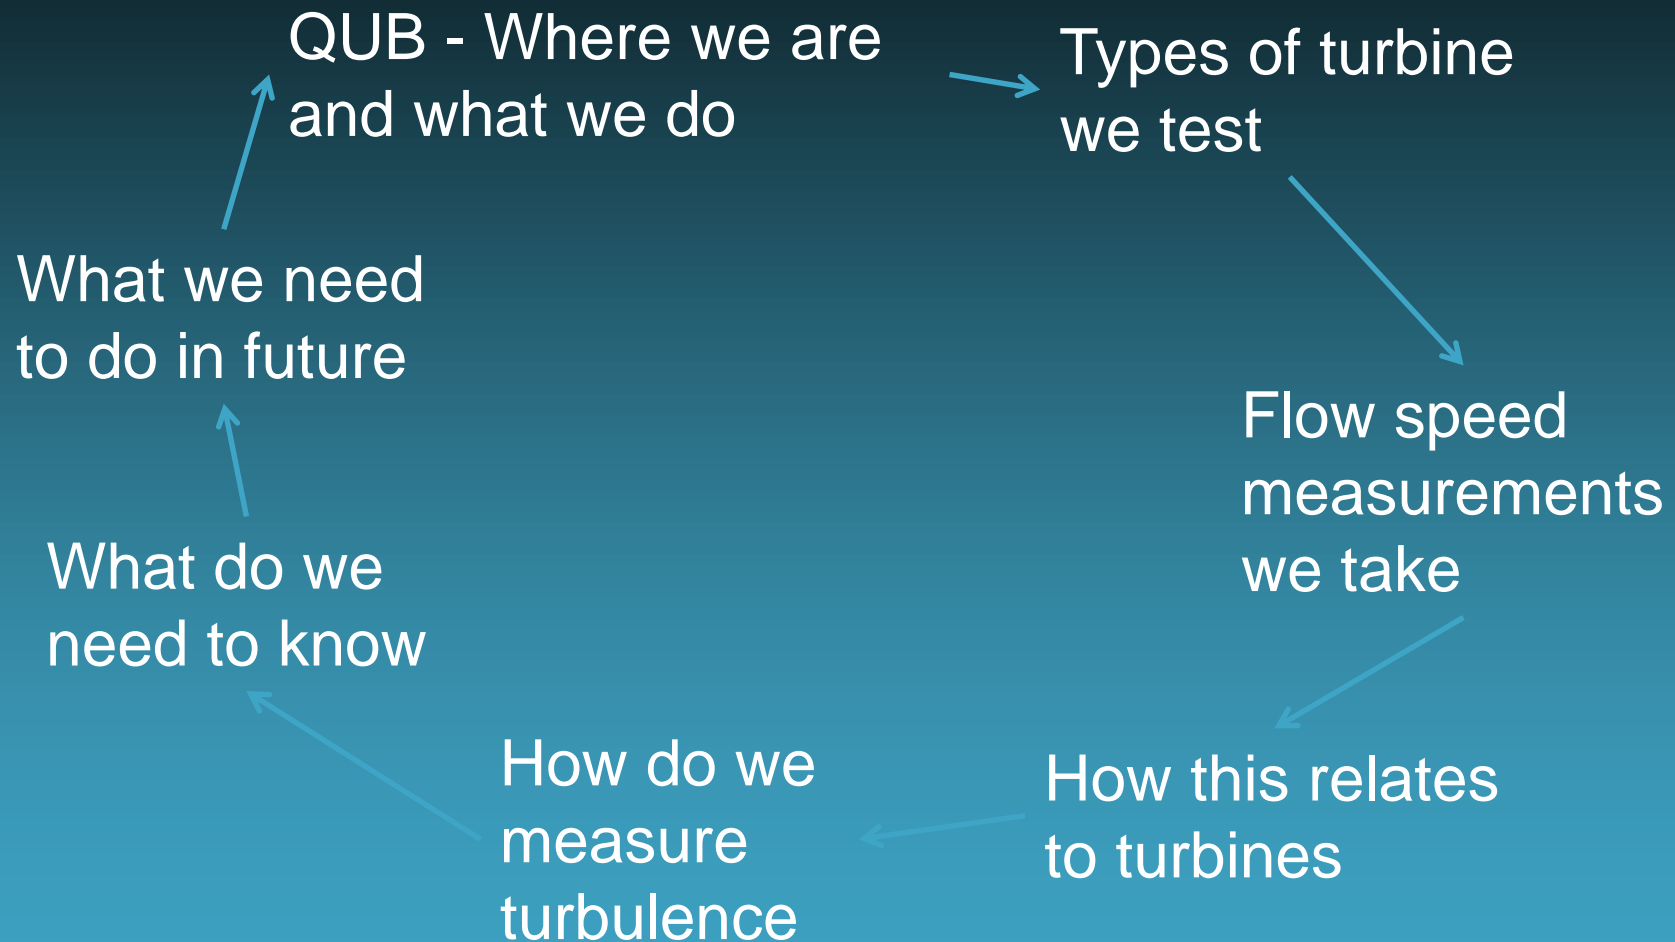 QUB - Where we are
and what we do
Types of turbine
we test
Flow speed
measurements
we take
How this relates
to turbines
How do we
measure
turbulence
What do we
need to know
What we need
to do in future